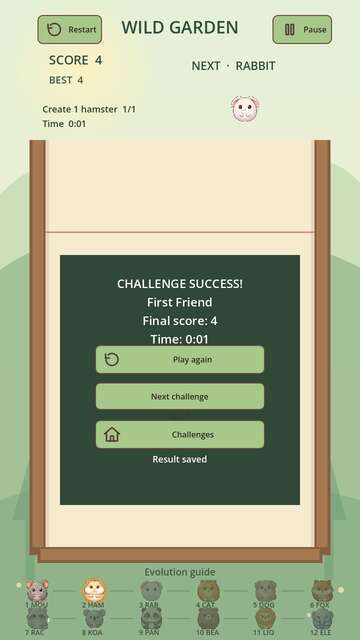 Restart
WILD GARDEN
Pause
SCORE 4
BEST 4
NEXT · RABBIT
Create 1 hamster 1/1
Time 0:01
CHALLENGE SUCCESS!
First Friend
Final score: 4
Time: 0:01
Play again
Next challenge
Challenges
Result saved
Evolution guide
1 MOU 2 HAM 3 RAB 4 CAT 5 DOG 6 FOX
7 RAC 8 KOA 9 PAN 10 BEA 11 LIO 12 ELE